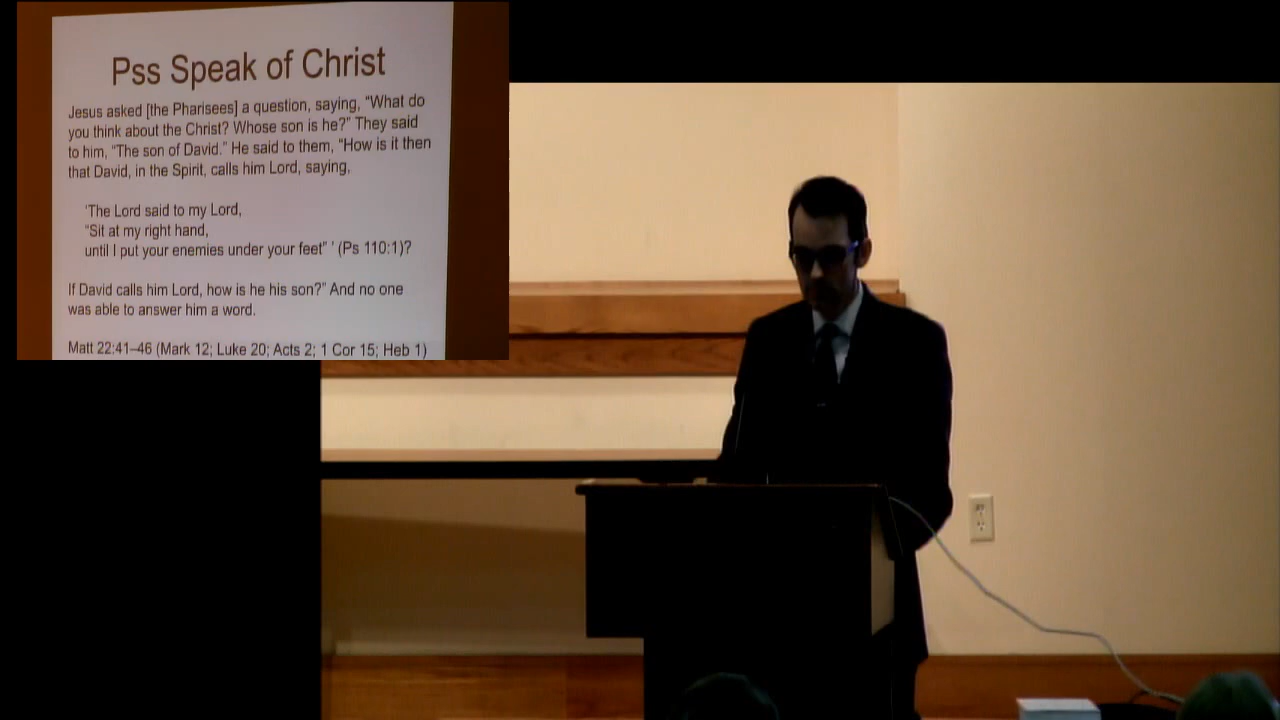 Pss Speak of Christ
Jesus asked [the Pharisees] a question, saying, “What do
you think about the Christ? Whose son is he?” They said
to him, “The son of David.” He said to them, “How is it then
that David, in the Spirit, calls him Lord, saying,
‘The Lord said to my Lord,
“Sit at my right hand,
until I put your enemies under your feet” ’ (Ps 110:1)?
If David calls him Lord, how is he his son?” And no one
was able to answer him a word.
Matt 22:41–46 (Mark 12; Luke 20; Acts 2; 1 Cor 15; Heb 1)